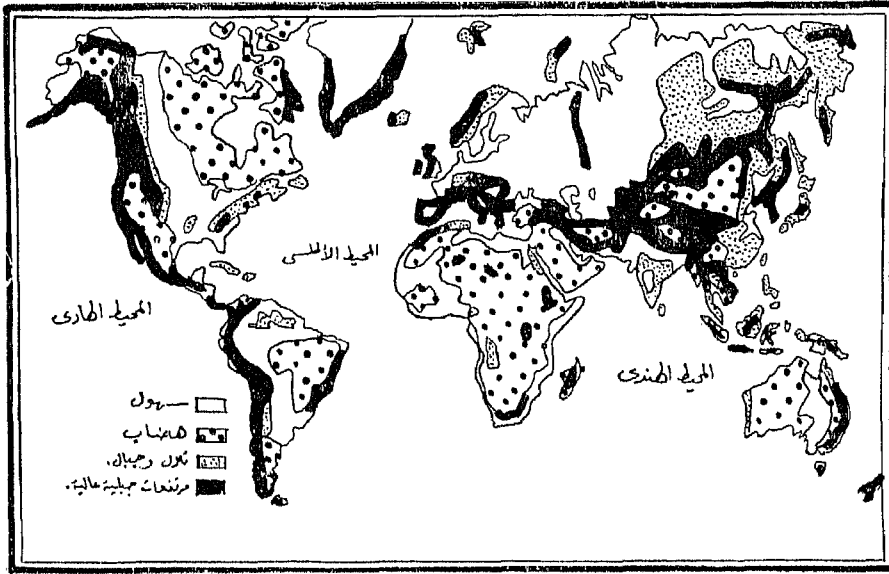 المحيط الأطلسى
المحيط الهادى
المحيط الهندى
سهول
هضاب
تلال وجبال.
مرتفعات جبلية عالية.